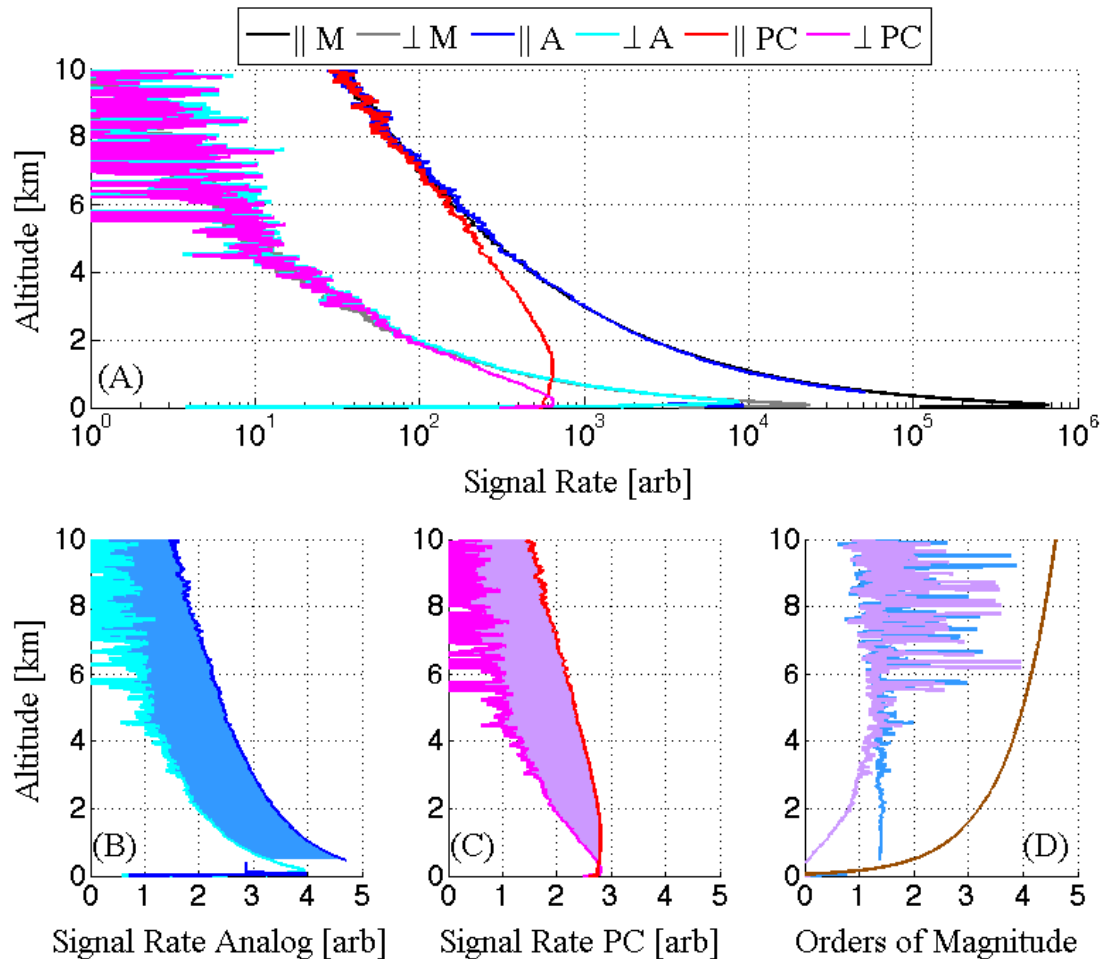 ∥ M ⊥ M ∥ A ⊥ A ∥ PC ⊥ PC
10
8
6
4
2
0
Altitude [km]
(A)
10^0 10^1 10^2 10^3 10^4 10^5 10^6
Signal Rate [arb]
10
8
6
4
2
0
Altitude [km]
(B)
0 1 2 3 4 5
Signal Rate Analog [arb]
10
8
6
4
2
0
(C)
0 1 2 3 4 5
Signal Rate PC [arb]
10
8
6
4
2
0
(D)
0 1 2 3 4 5
Orders of Magnitude